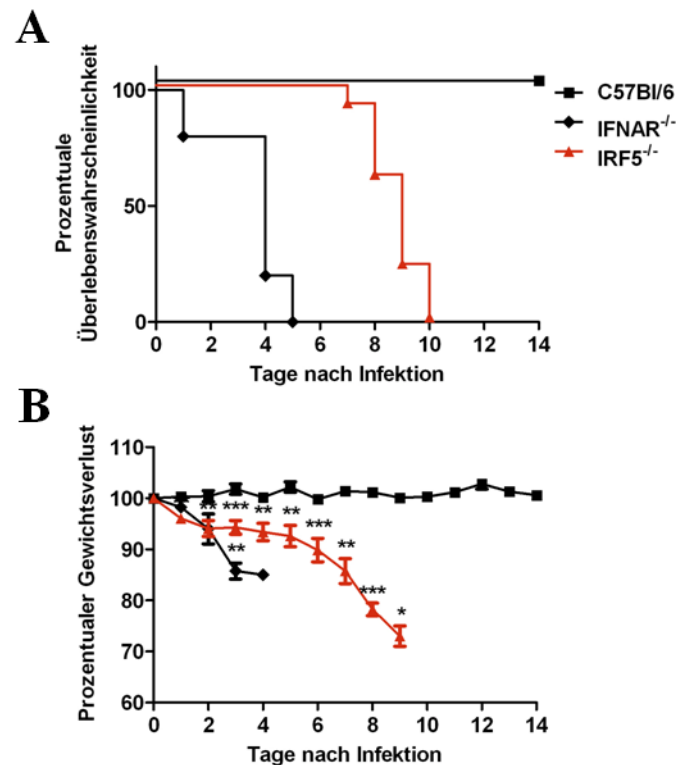 A
Prozentuale
Überlebenswahrscheinlichkeit
100
50
0
0 2 4 6 8 10 12 14
Tage nach Infektion
C57Bl/6
IFNAR-/-
IRF5-/-
B
Prozentualer Gewichtsverlust
110
100
90
80
70
60
** *** ** ** *** ** *** *
**
0 2 4 6 8 10 12 14
Tage nach Infektion